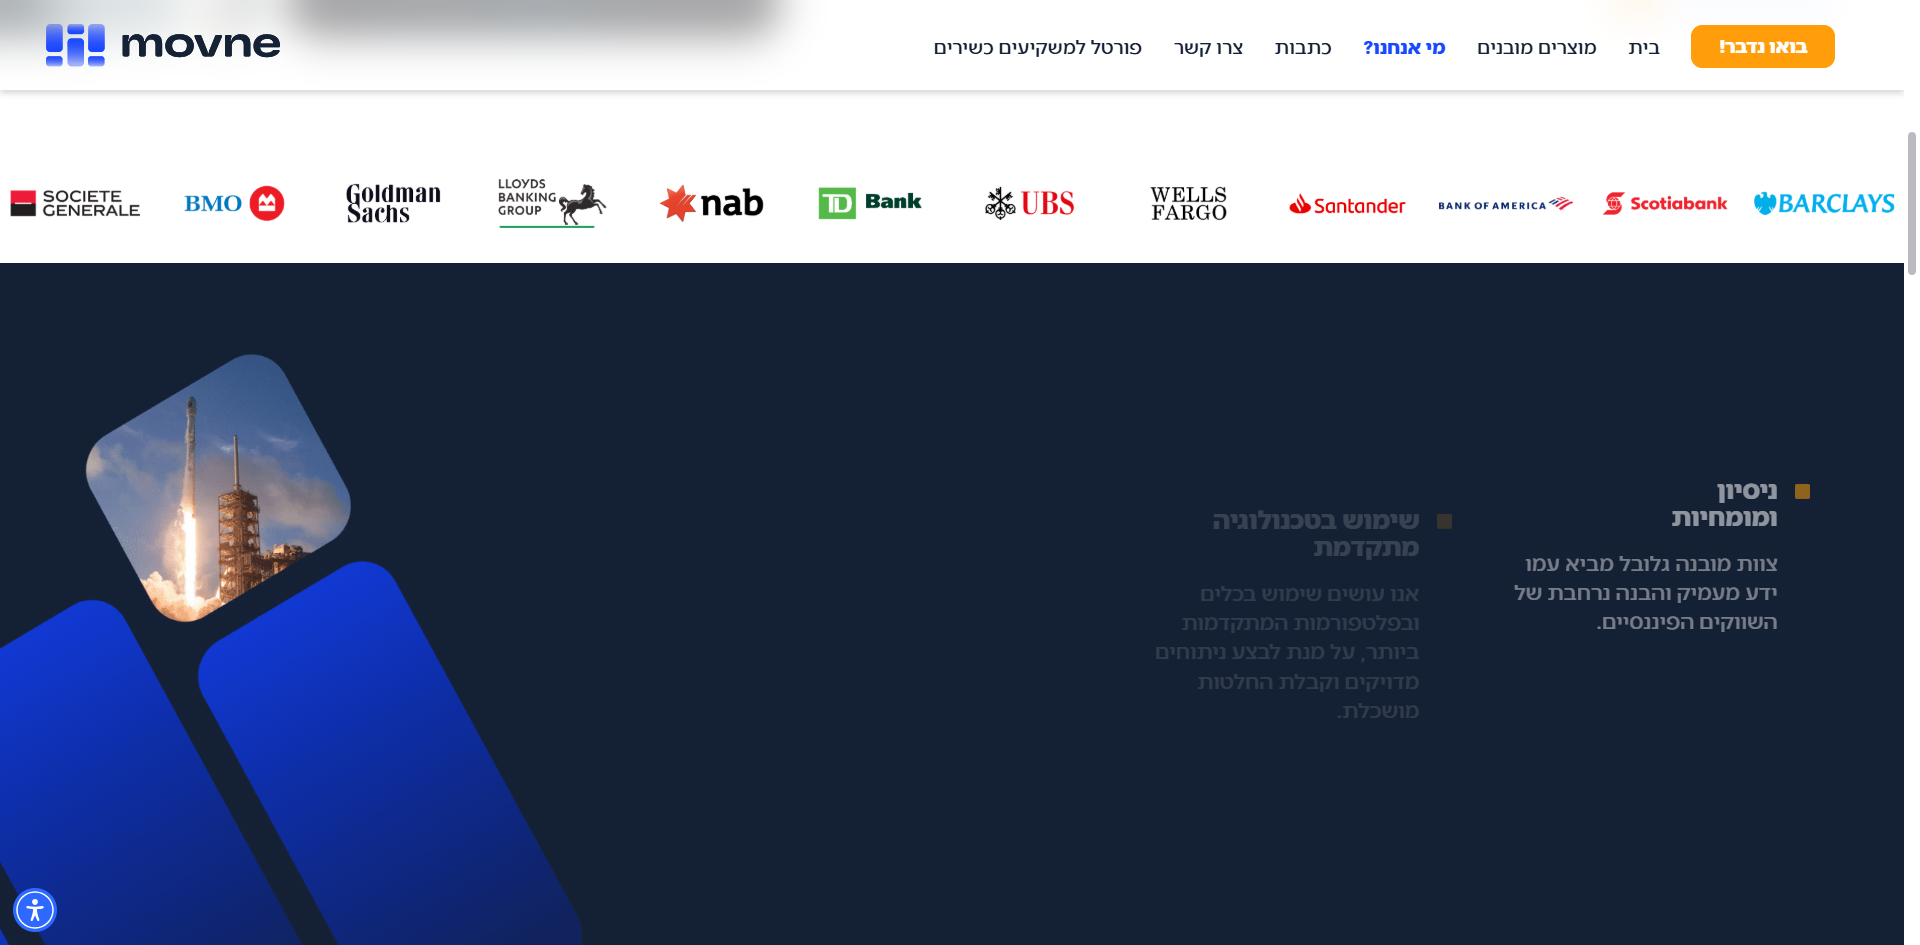 movne
בואו נדבר!
בית
מוצרים מובנים
מי אנחנו?
כתבות
צרו קשר
פורטל למשקיעים כשירים
SOCIETE
GENERALE
BMO
Goldman
Sachs
LLOYDS
BANKING
GROUP
nab
TD Bank
UBS
WELLS
FARGO
Santander
BANK OF AMERICA
Scotiabank
BARCLAYS
ניסיון
ומומחיות
צוות מובנה גלובל מביא עמו
ידע מעמיק והבנה נרחבת של
השווקים הפיננסיים.
שימוש בטכנולוגיה
מתקדמת
אנו עושים שימוש בכלים
ובפלטפורמות המתקדמות
ביותר, על מנת לבצע ניתוחים
מדויקים וקבלת החלטות
מושכלת.